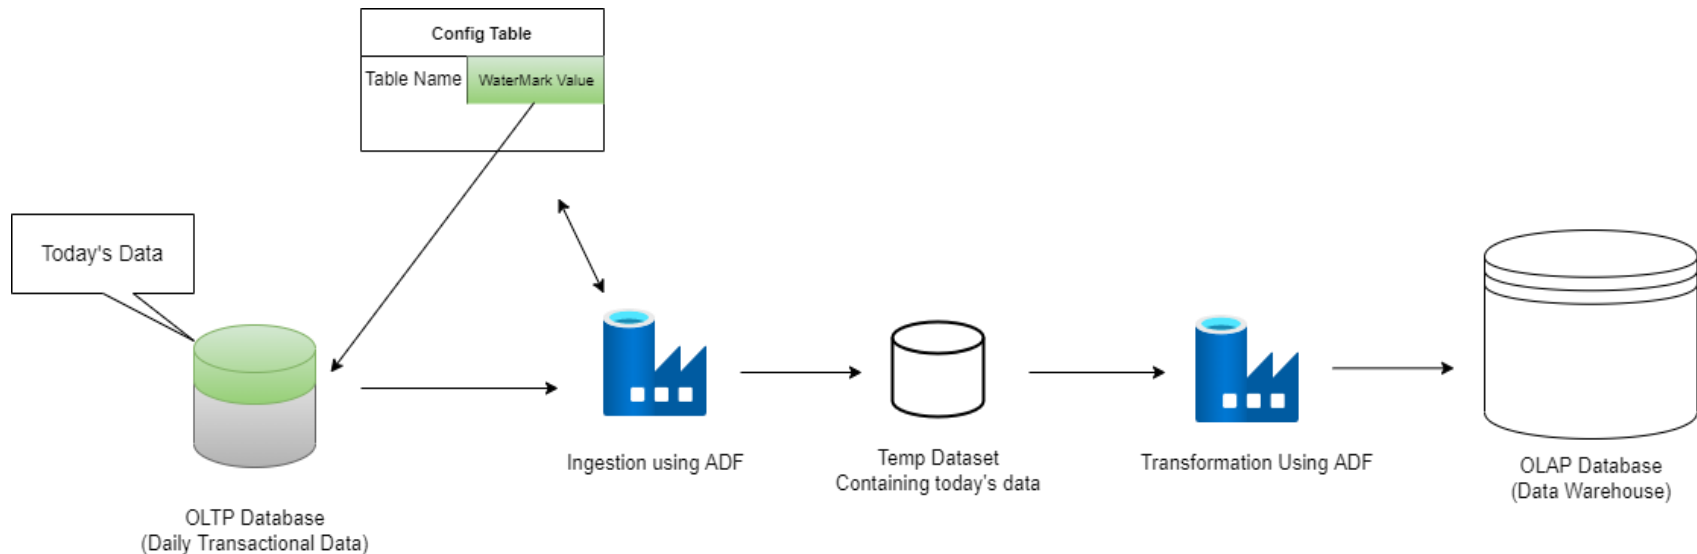 Config Table
Table Name
WaterMark Value
Today's Data
OLTP Database
(Daily Transactional Data)
Ingestion using ADF
Temp Dataset
Containing today's data
Transformation Using ADF
OLAP Database
(Data Warehouse)